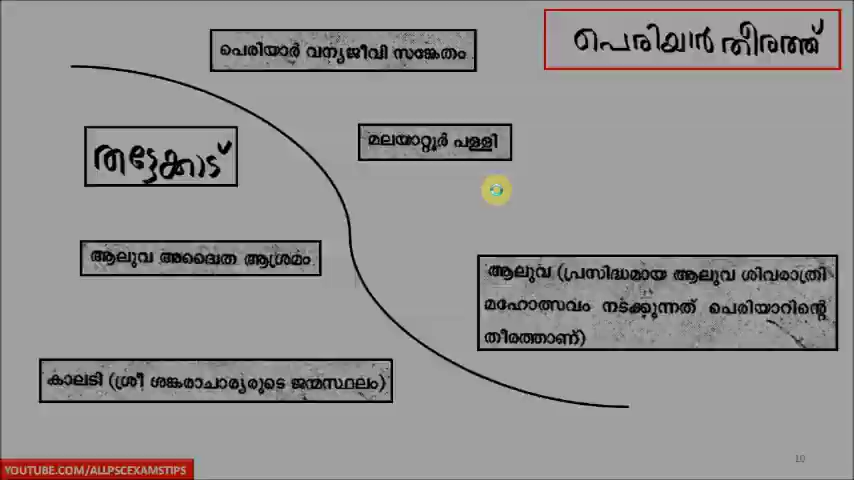 പെരിയാർ തീരത്ത്
പെരിയാർ വന്യജീവി സങ്കേതം
തട്ടേക്കാട്
മലയാറ്റൂർ പള്ളി
ആലുവ അദ്വൈത ആശ്രമം
ആലുവ (പ്രസിദ്ധമായ ആലുവ ശിവരാത്രി
മഹോത്സവം നടക്കുന്നത് പെരിയാറിന്റെ
തീരത്താണ്)
കാലടി (ശ്രീ ശങ്കരാചാര്യരുടെ ജന്മസ്ഥലം)
10
YOUTUBE.COM/ALLPSCEXAMSTIPS